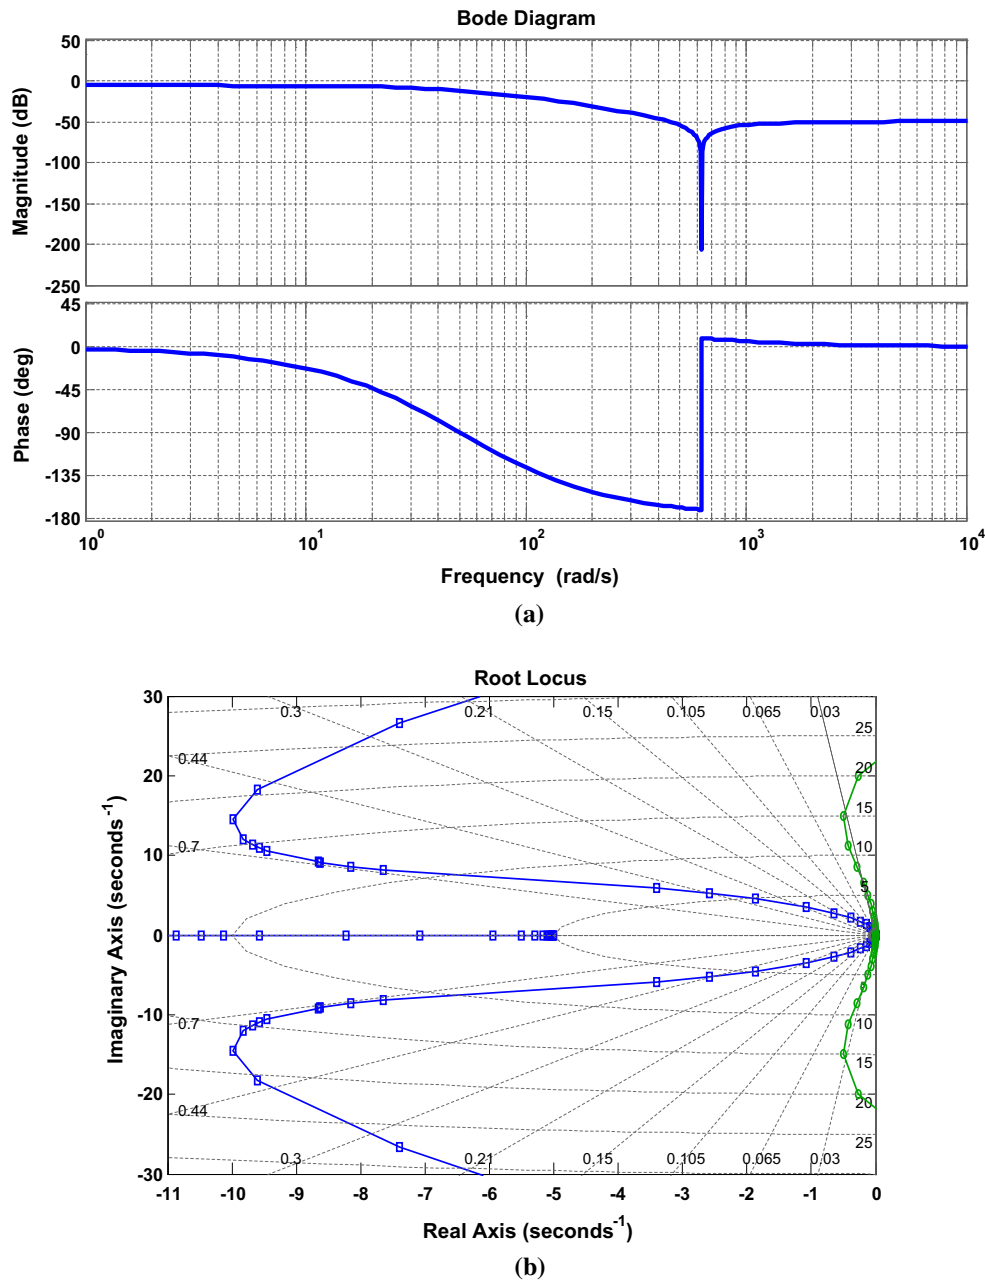 Bode Diagram
Magnitude (dB)
50
0
-50
-100
-150
-200
-250
Phase (deg)
45
0
-45
-90
-135
-180
10^0 10^1 10^2 10^3 10^4
Frequency (rad/s)
(a)
Root Locus
Imaginary Axis (seconds^-1)
30
20
10
0
-10
-20
-30
0.3 0.21 0.15 0.105 0.065 0.03
25
0.44 20
15
0.7 10
5
0.7 10
15
0.44 20
25
0.3 0.21 0.15 0.105 0.065 0.03
-11 -10 -9 -8 -7 -6 -5 -4 -3 -2 -1 0
Real Axis (seconds^-1)
(b)